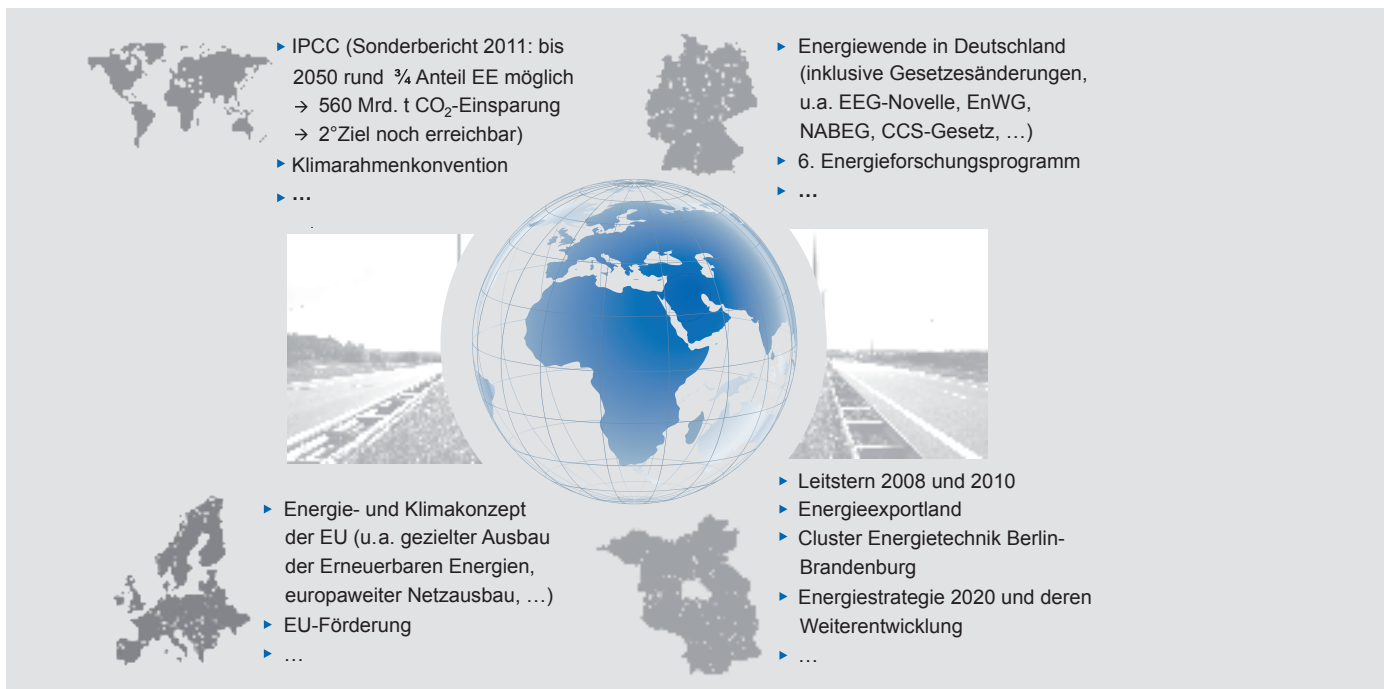 IPCC (Sonderbericht 2011: bis
2050 rund ¾ Anteil EE möglich
→ 560 Mrd. t CO₂-Einsparung
→ 2°Ziel noch erreichbar)
Klimarahmenkonvention
...
Energiewende in Deutschland
(inklusive Gesetzesänderungen,
u.a. EEG-Novelle, EnWG,
NABEG, CCS-Gesetz, ...)
6. Energieforschungsprogramm
...
Energie- und Klimakonzept
der EU (u.a. gezielter Ausbau
der Erneuerbaren Energien,
europaweiter Netzausbau, ...)
EU-Förderung
...
Leitstern 2008 und 2010
Energieexportland
Cluster Energietechnik Berlin-
Brandenburg
Energiestrategie 2020 und deren
Weiterentwicklung
...